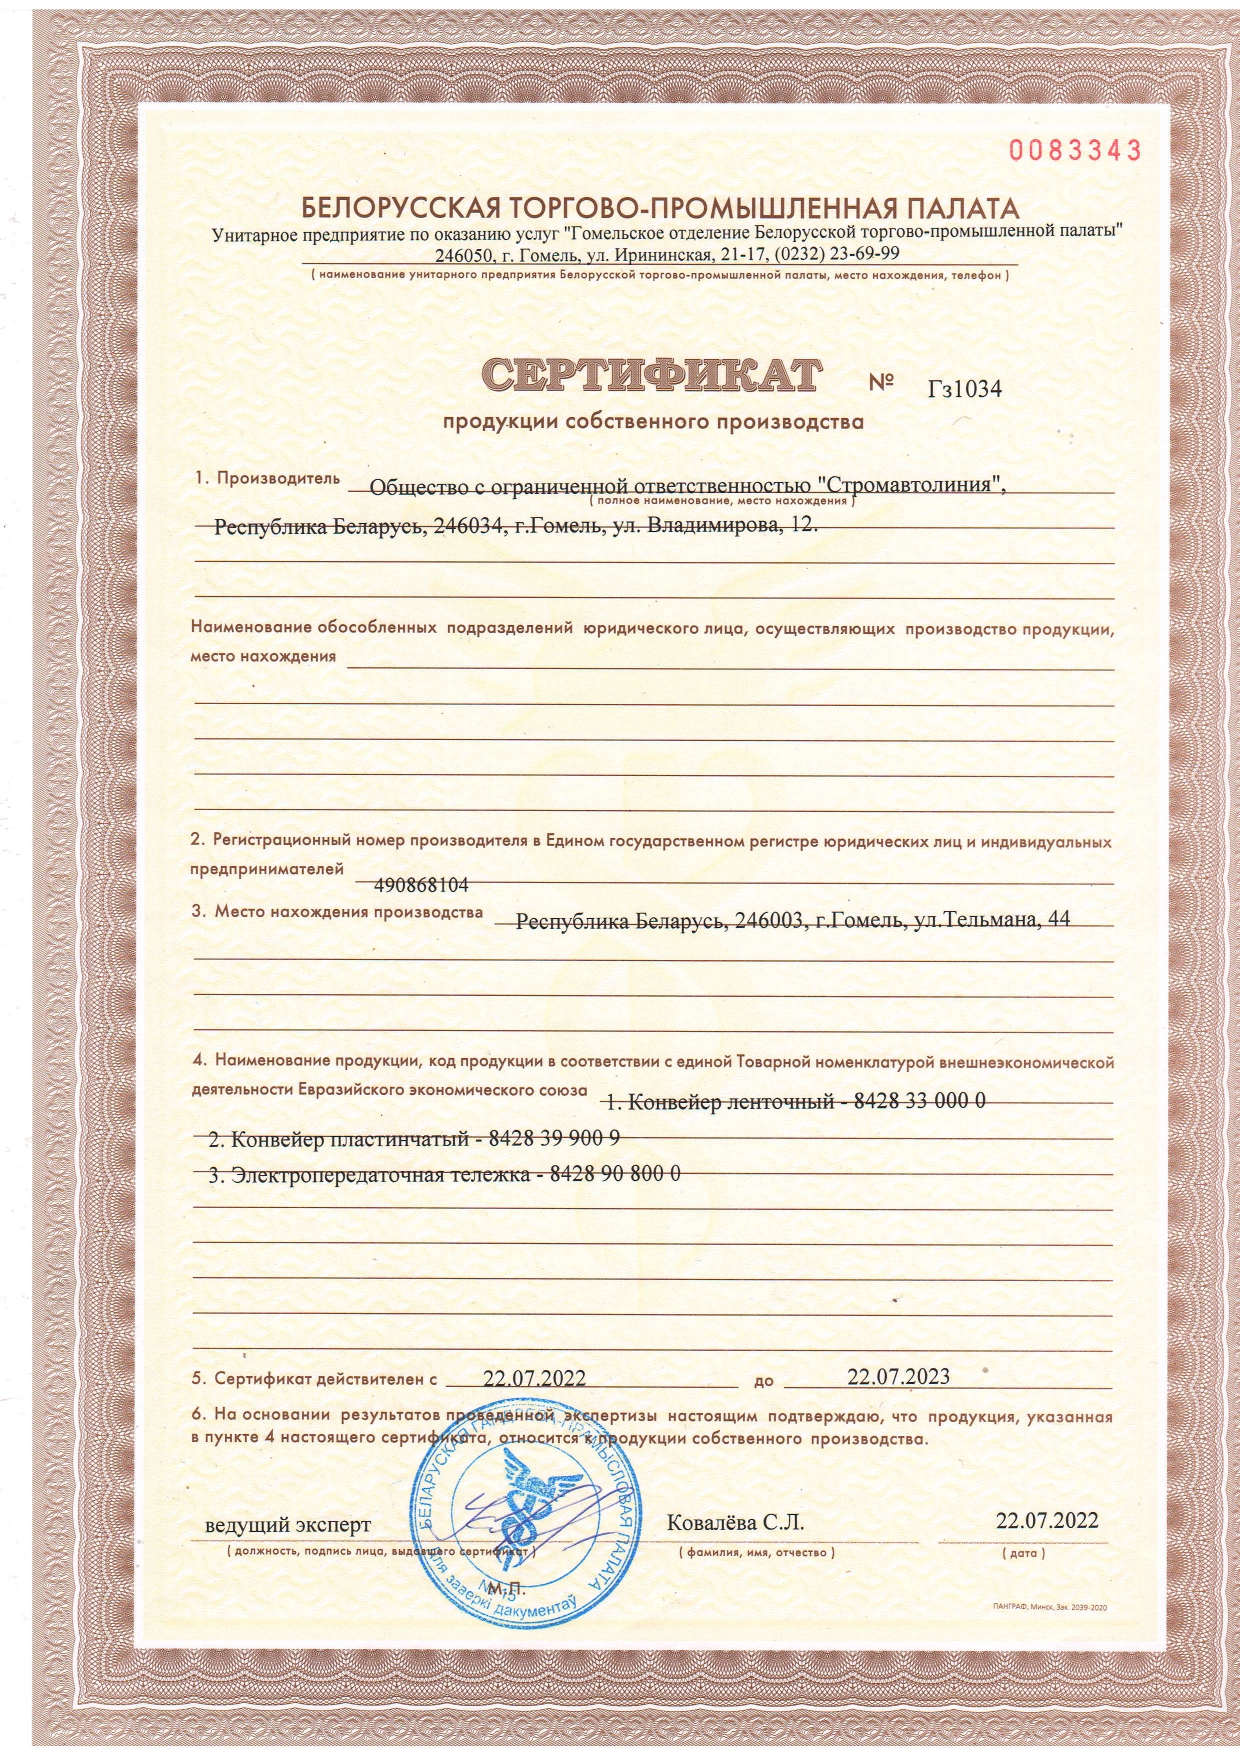 0083343
БЕЛОРУССКАЯ ТОРГОВО-ПРОМЫШЛЕННАЯ ПАЛАТА
Унитарное предприятие по оказанию услуг "Гомельское отделение Белорусской торгово-промышленной палаты"
246050, г. Гомель, ул. Ирининская, 21-17, (0232) 23-69-99
( наименование унитарного предприятия Белорусской торгово-промышленной палаты, место нахождения, телефон )
СЕРТИФИКАТ № Гз1034
продукции собственного производства
1. Производитель Общество с ограниченной ответственностью "Стромавтолиния",
( полное наименование, место нахождения )
Республика Беларусь, 246034, г.Гомель, ул. Владимирова, 12.
Наименование обособленных подразделений юридического лица, осуществляющих производство продукции,
место нахождения
2. Регистрационный номер производителя в Едином государственном регистре юридических лиц и индивидуальных
предпринимателей 490868104
3. Место нахождения производства Республика Беларусь, 246003, г.Гомель, ул.Тельмана, 44
4. Наименование продукции, код продукции в соответствии с единой Товарной номенклатурой внешнеэкономической
деятельности Евразийского экономического союза 1. Конвейер ленточный - 8428 33 000 0
2. Конвейер пластинчатый - 8428 39 900 9
3. Электропередаточная тележка - 8428 90 800 0
5. Сертификат действителен с 22.07.2022 до 22.07.2023
6. На основании результатов проведенной экспертизы настоящим подтверждаю, что продукция, указанная
в пункте 4 настоящего сертификата, относится к продукции собственного производства.
БЕЛАРУСКАЯ ГАНДЛЁВА-ПРАМЫСЛОВАЯ ПАЛАТА
ведущий эксперт Ковалёва С.Л. 22.07.2022
( должность, подпись лица, выдавшего сертификат ) ( фамилия, имя, отчество ) ( дата )
М.П.
№ 15
Для заверкі дакументаў
ПАНГРАФ, Минск, Зак. 2039-2020